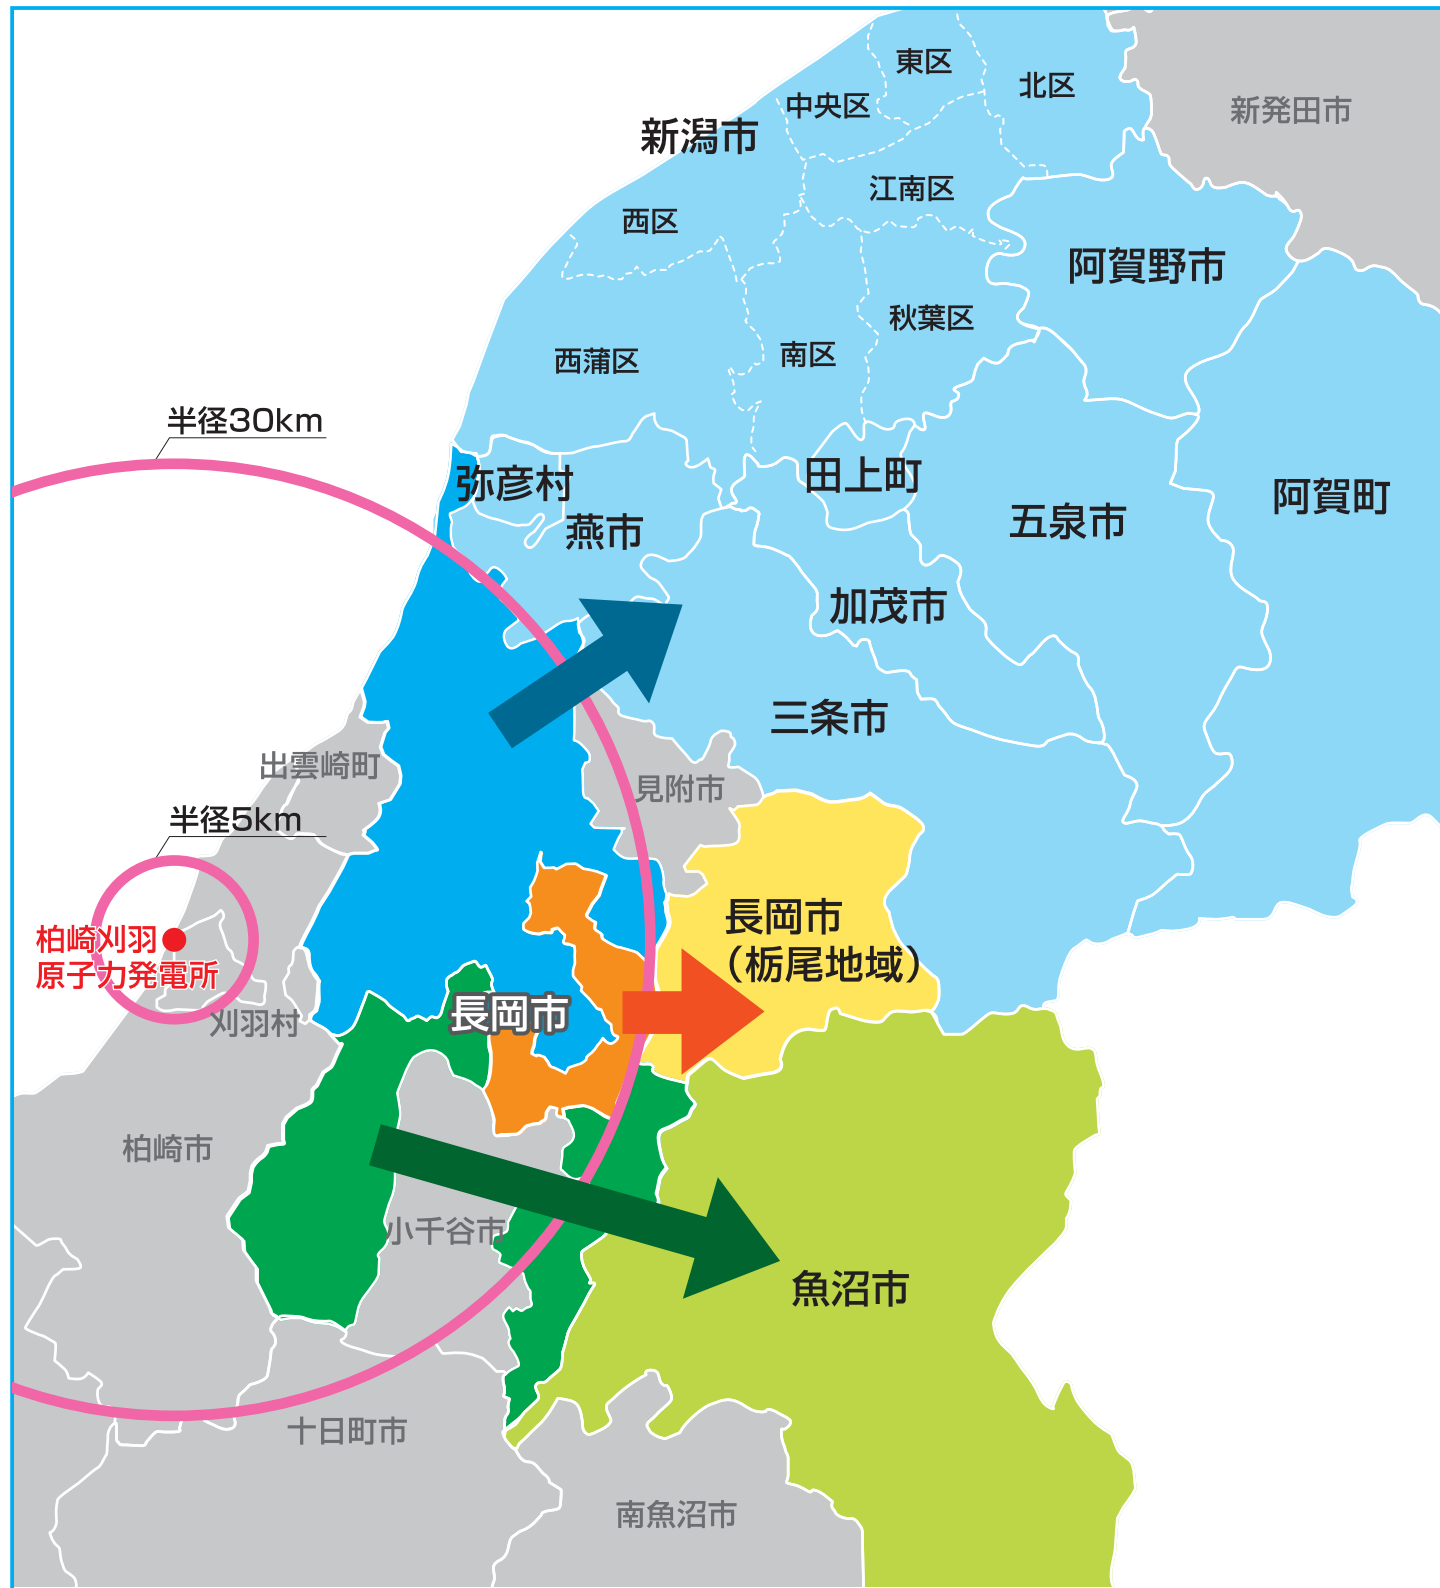 東区
北区
中央区
新発田市
新潟市
江南区
西区
阿賀野市
秋葉区
南区
西蒲区
半径30km
弥彦村
田上町
阿賀町
燕市
五泉市
加茂市
三条市
出雲崎町
見附市
半径5km
長岡市
(栃尾地域)
柏崎刈羽
原子力発電所
長岡市
刈羽村
柏崎市
小千谷市
魚沼市
十日町市
南魚沼市